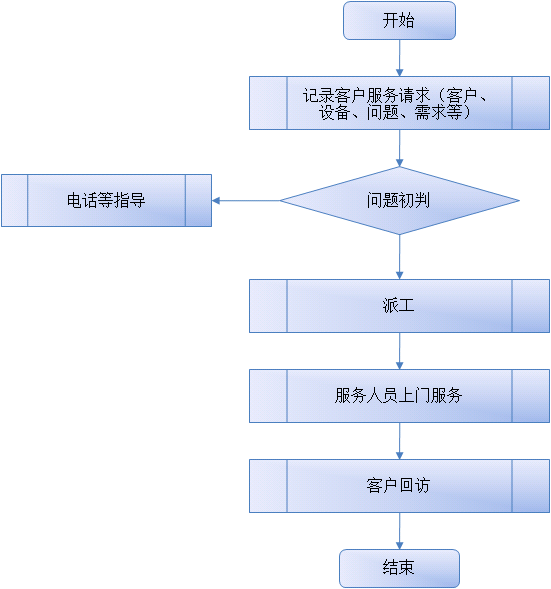 开始
记录客户服务请求（客户、
设备、问题、需求等）
电话等指导
问题初判
派工
服务人员上门服务
客户回访
结束